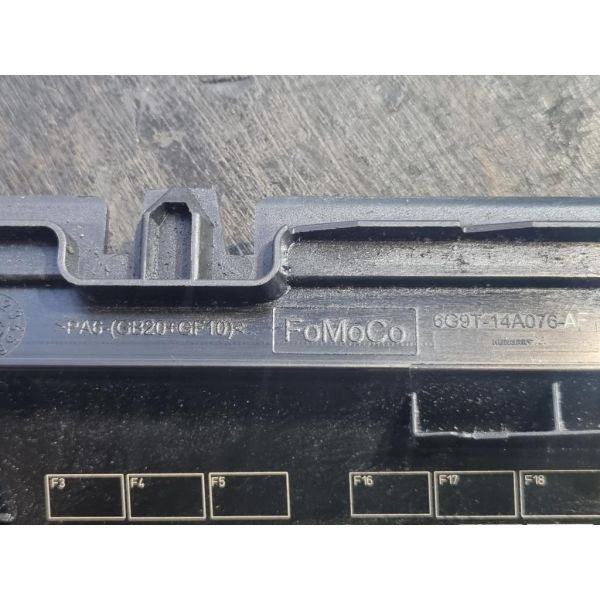 >PA6-(GB20+GF10)<
FoMoCo
6G9T-14A076-AF
F3 F4 F5 F16 F17 F18